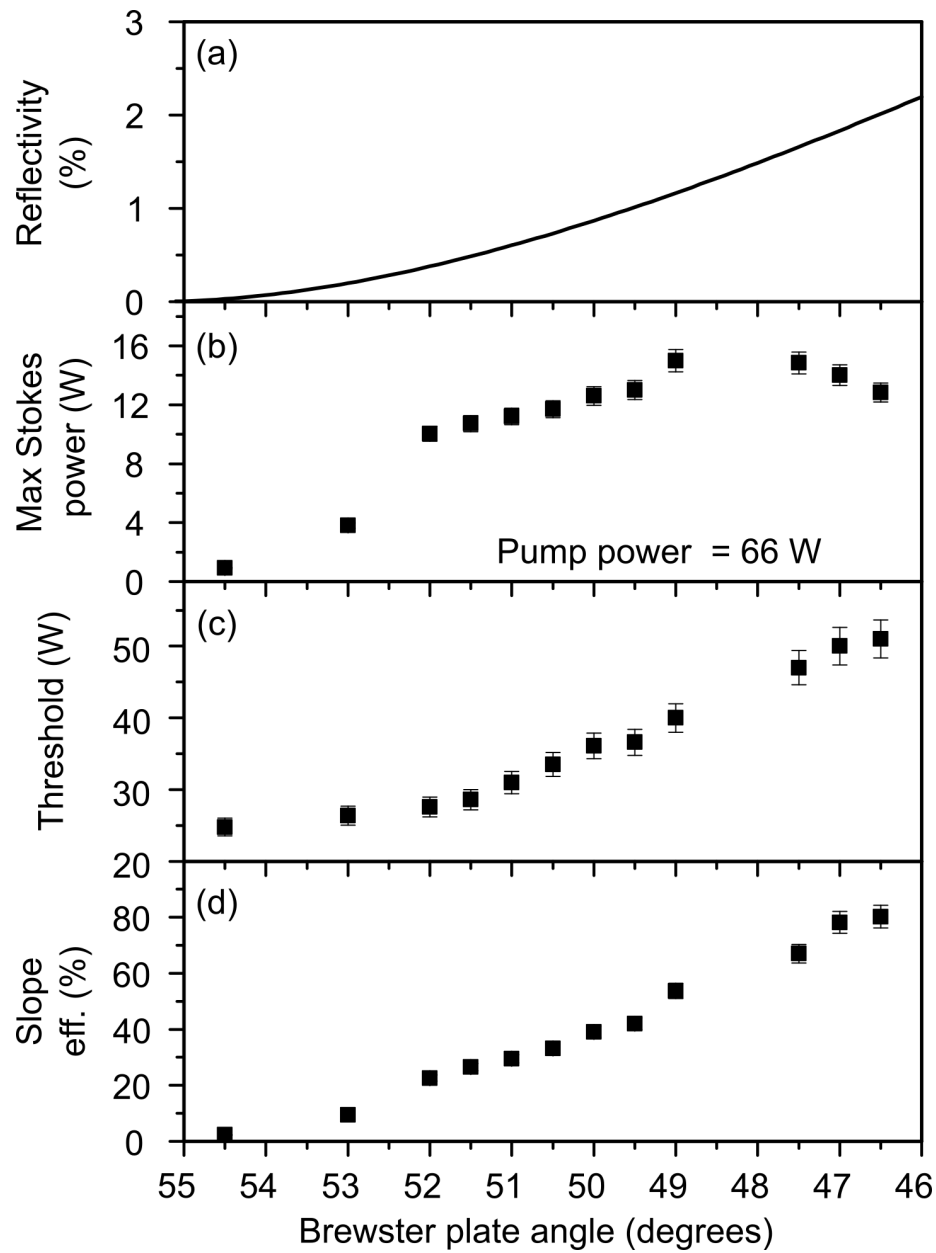 3
(a)
2
1
0
Reflectivity
(%)
16
(b)
12
8
4
0
Max Stokes
power (W)
Pump power = 66 W
(c)
50
40
30
20
Threshold (W)
(d)
80
60
40
20
0
Slope
eff. (%)
55 54 53 52 51 50 49 48 47 46
Brewster plate angle (degrees)